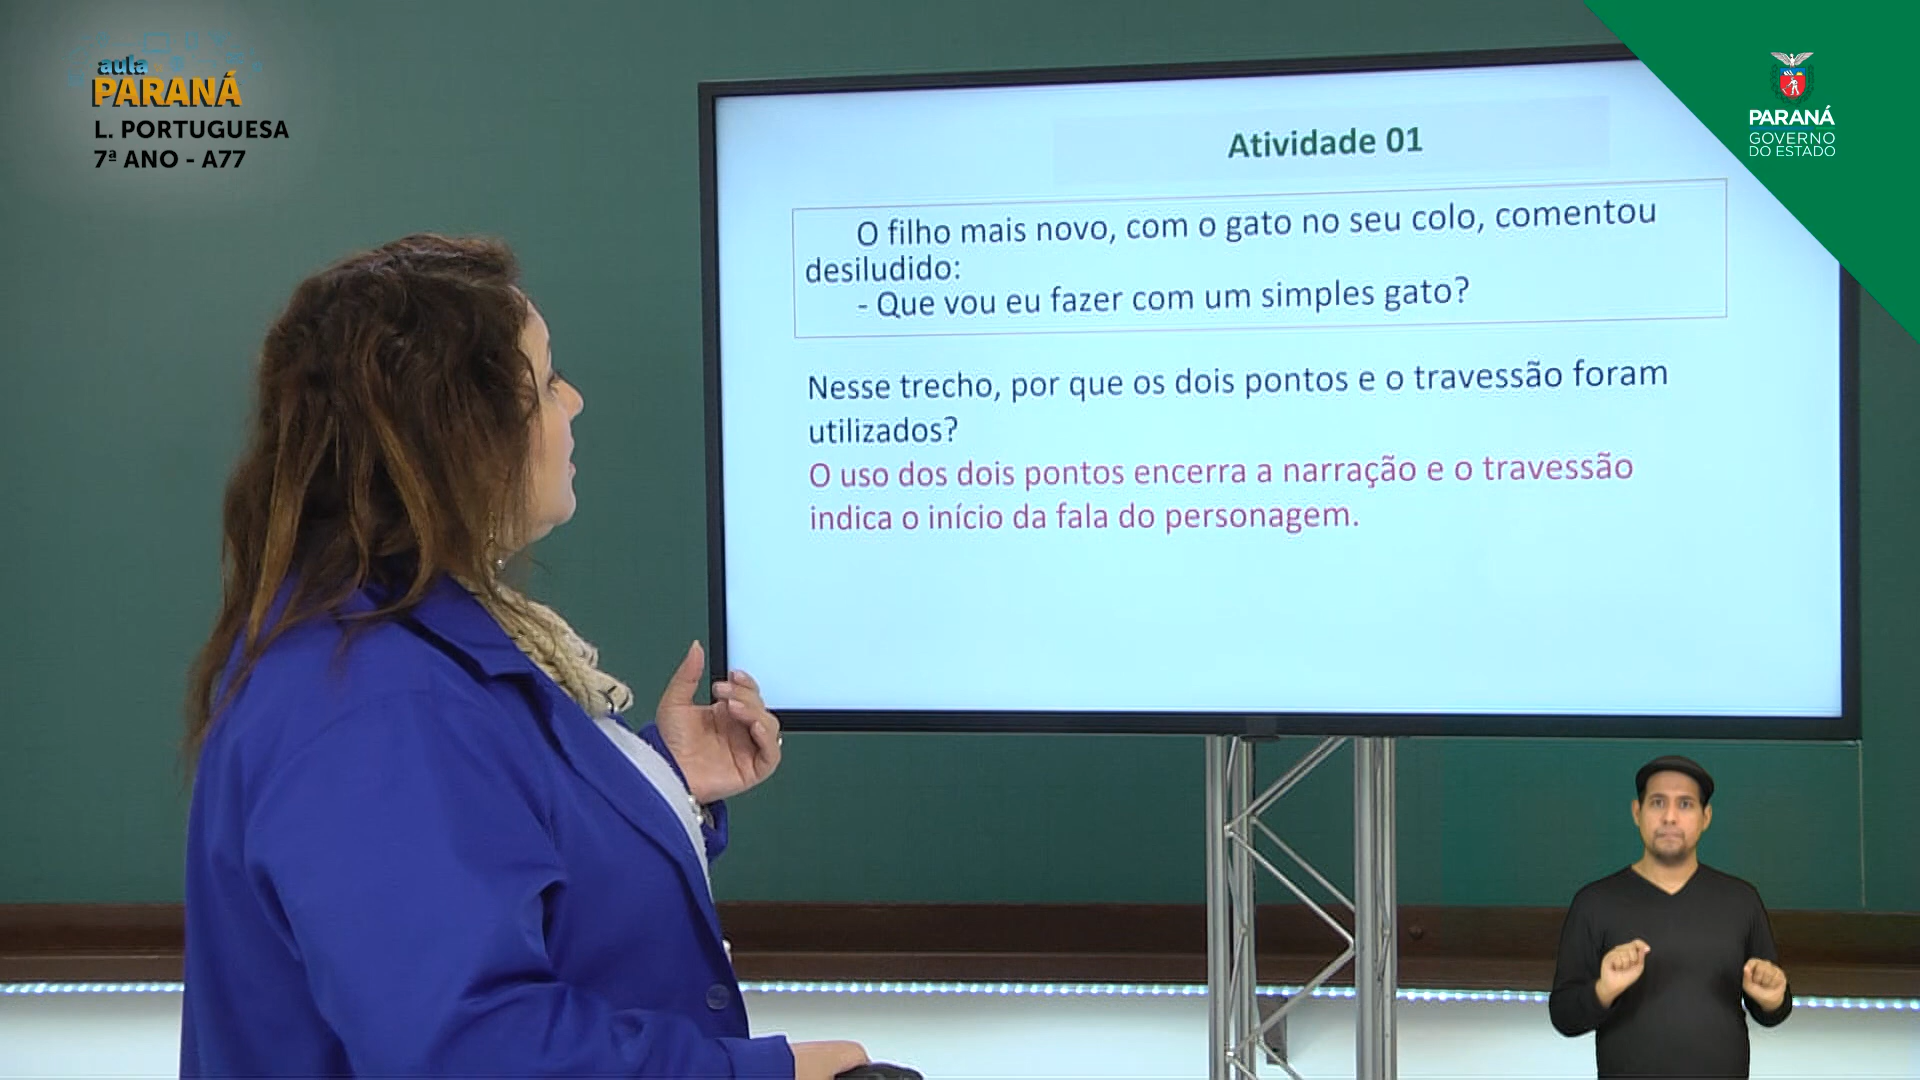 aula
PARANÁ
L. PORTUGUESA
7ª ANO - A77
PARANÁ
GOVERNO
DO ESTADO
Atividade 01
O filho mais novo, com o gato no seu colo, comentou
desiludido:
- Que vou eu fazer com um simples gato?
Nesse trecho, por que os dois pontos e o travessão foram
utilizados?
O uso dos dois pontos encerra a narração e o travessão
indica o início da fala do personagem.